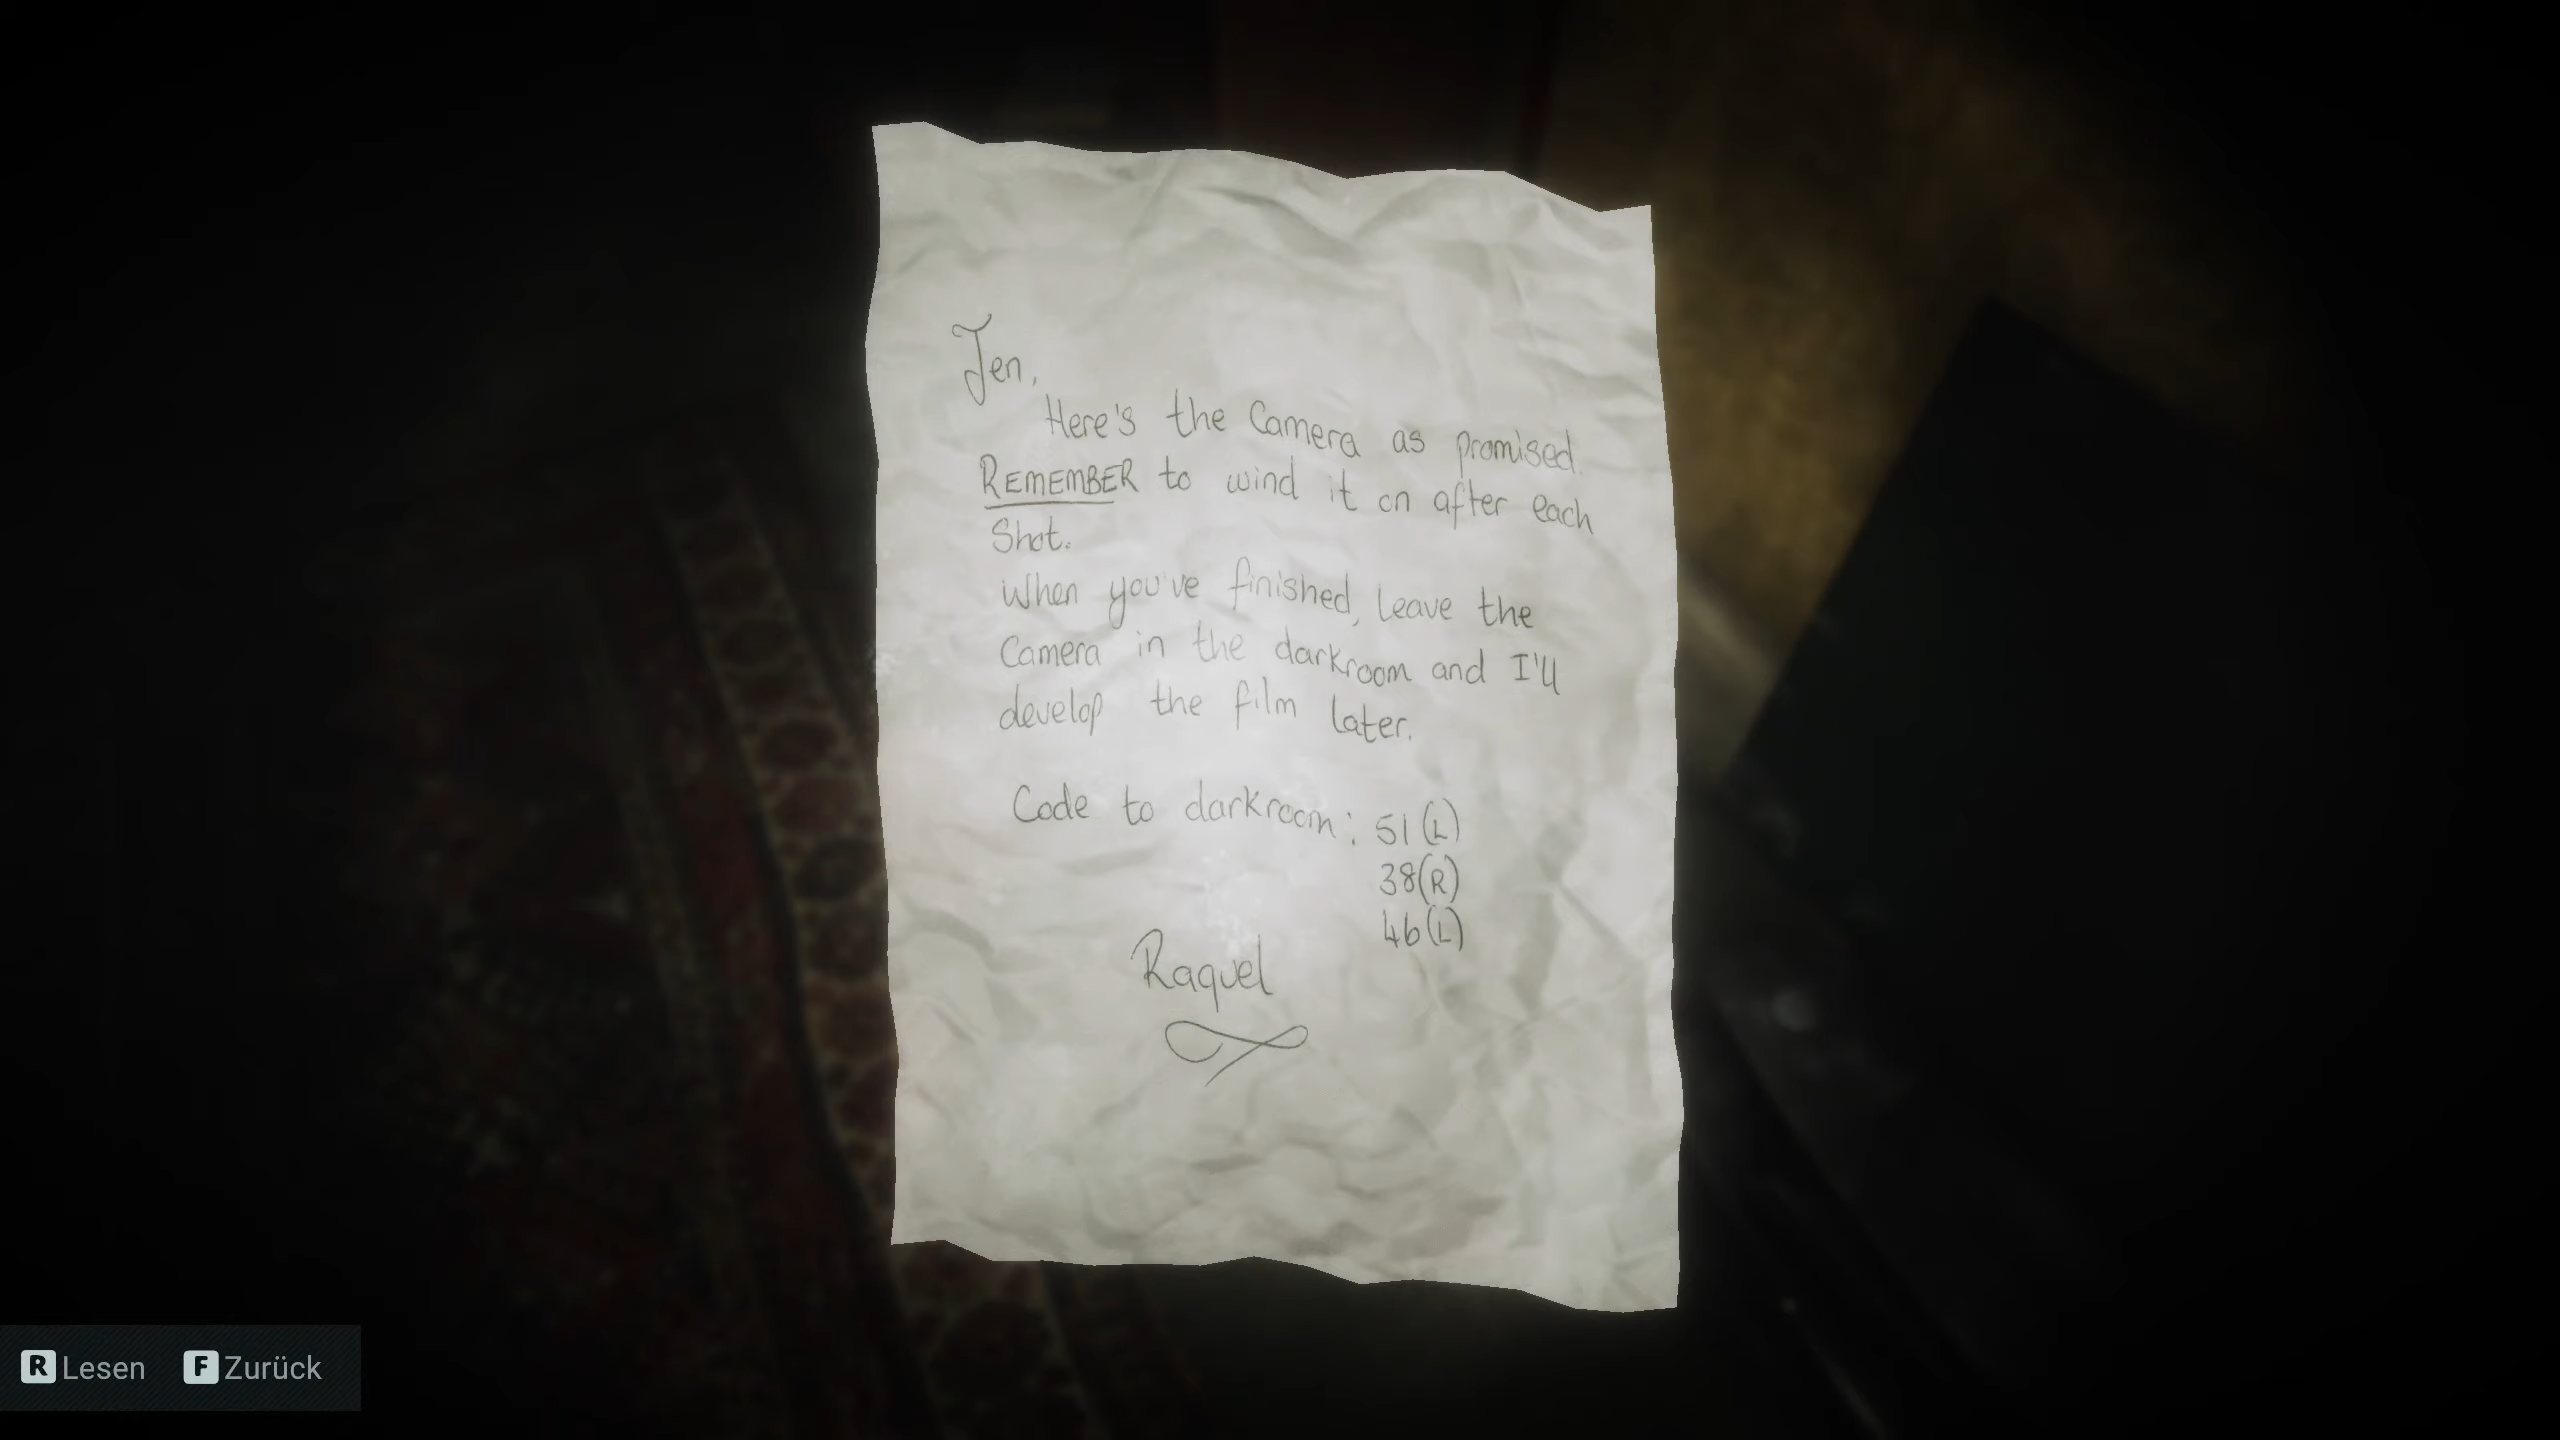 Jen,
Here's the Camera as promised.
REMEMBER to wind it on after each
Shot.
When you've finished, leave the
Camera in the darkroom and I'll
develop the film later.
Code to darkroom: 51 (L)
38(R)
46(L)
Raquel
R Lesen F Zurück